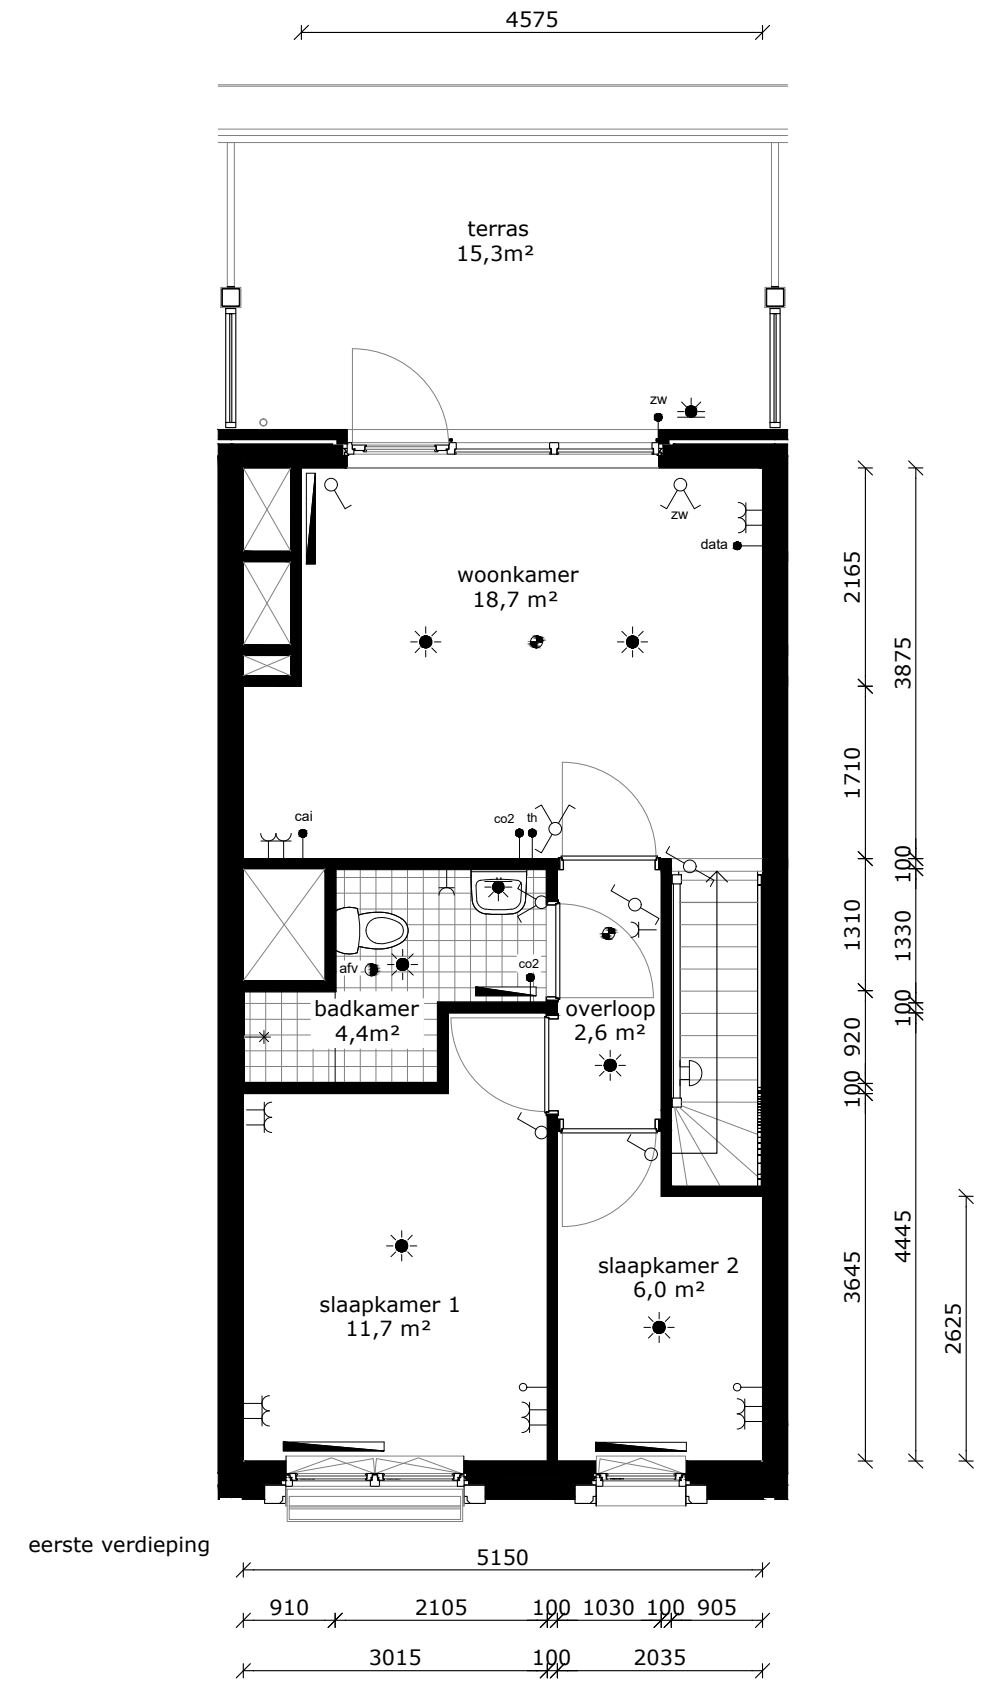 4575
terras
15,3m²
zw
zw
data
woonkamer
18,7 m²
2165
3875
1710
cai
co2
th
100
1310
1330
afv
co2
badkamer
4,4m²
overloop
2,6 m²
100
920
100
slaapkamer 2
6,0 m²
slaapkamer 1
11,7 m²
3645
4445
2625
eerste verdieping
5150
910
2105
100
1030
100
905
3015
100
2035